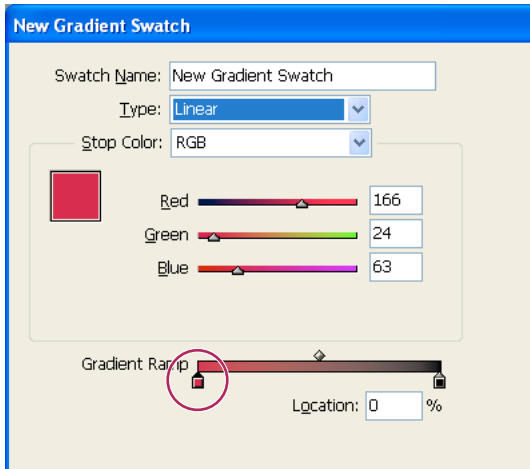 New Gradient Swatch
Swatch Name: New Gradient Swatch
Type: Linear
Stop Color: RGB
Red 166
Green 24
Blue 63
Gradient Ramp
Location: 0 %